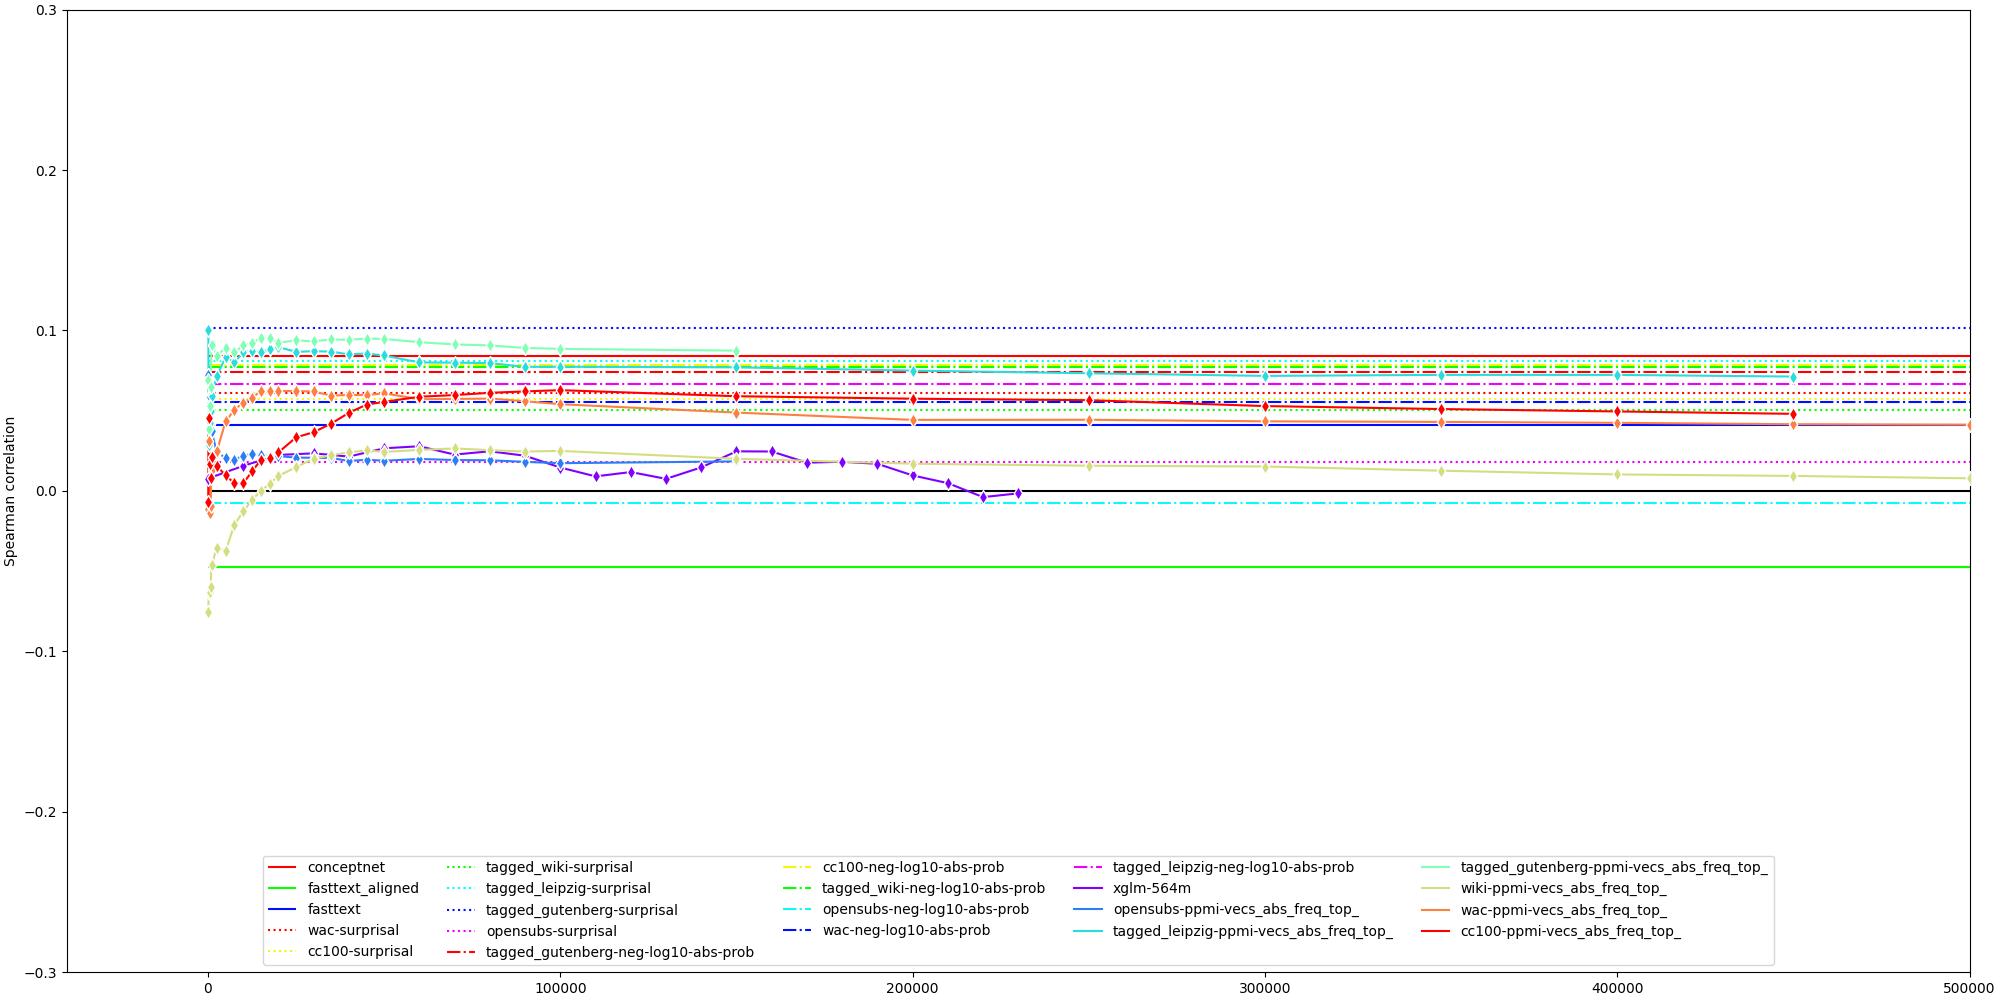 0.3
0.2
0.1
0.0
−0.1
−0.2
−0.3
Spearman correlation
conceptnet
fasttext_aligned
fasttext
wac-surprisal
cc100-surprisal
tagged_wiki-surprisal
tagged_leipzig-surprisal
tagged_gutenberg-surprisal
opensubs-surprisal
tagged_gutenberg-neg-log10-abs-prob
cc100-neg-log10-abs-prob
tagged_wiki-neg-log10-abs-prob
opensubs-neg-log10-abs-prob
wac-neg-log10-abs-prob
tagged_leipzig-neg-log10-abs-prob
xglm-564m
opensubs-ppmi-vecs_abs_freq_top_
tagged_leipzig-ppmi-vecs_abs_freq_top_
tagged_gutenberg-ppmi-vecs_abs_freq_top_
wiki-ppmi-vecs_abs_freq_top_
wac-ppmi-vecs_abs_freq_top_
cc100-ppmi-vecs_abs_freq_top_
0 100000 200000 300000 400000 500000